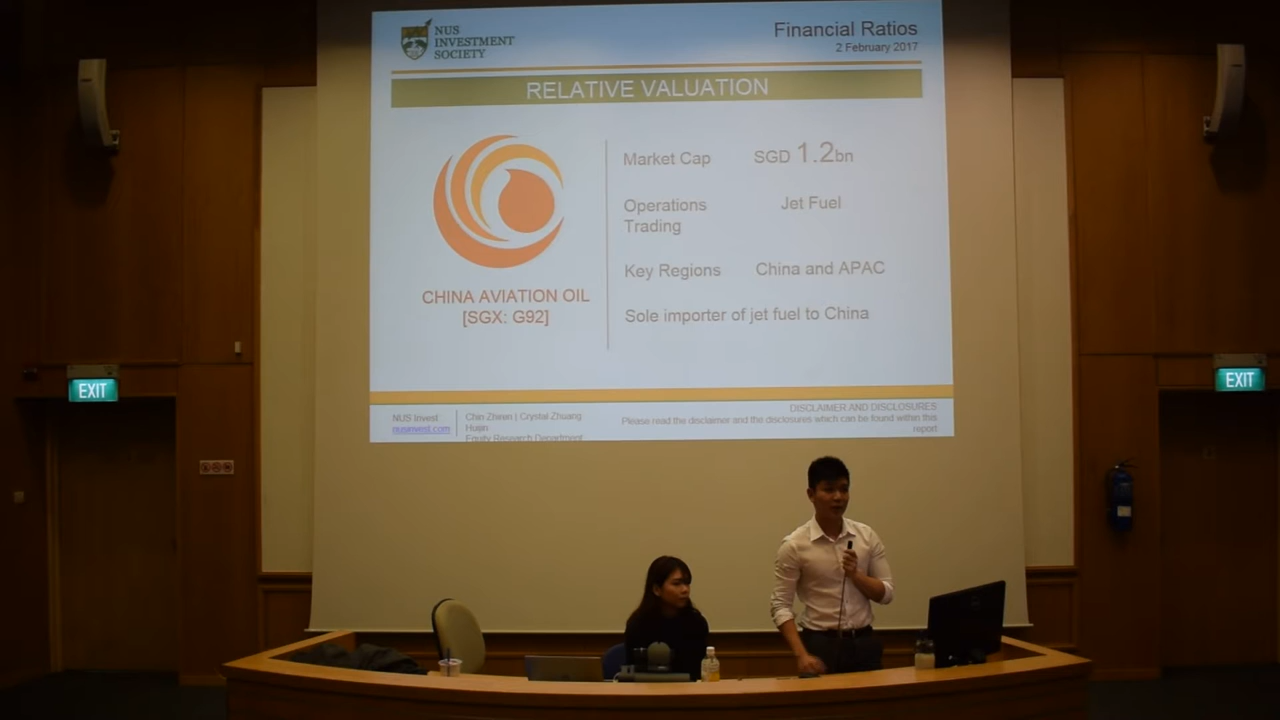 NUS
INVESTMENT
SOCIETY
Financial Ratios
2 February 2017
RELATIVE VALUATION
CHINA AVIATION OIL
[SGX: G92]
Market Cap SGD 1.2bn
Operations Jet Fuel
Trading
Key Regions China and APAC
Sole importer of jet fuel to China
NUS Invest
nusinvest.com
Chin Zhren | Crystal Zhuang
Huijin
Equity Research Department
DISCLAIMER AND DISCLOSURES
Please read the disclaimer and the disclosures which can be found within this
report
EXIT
EXIT